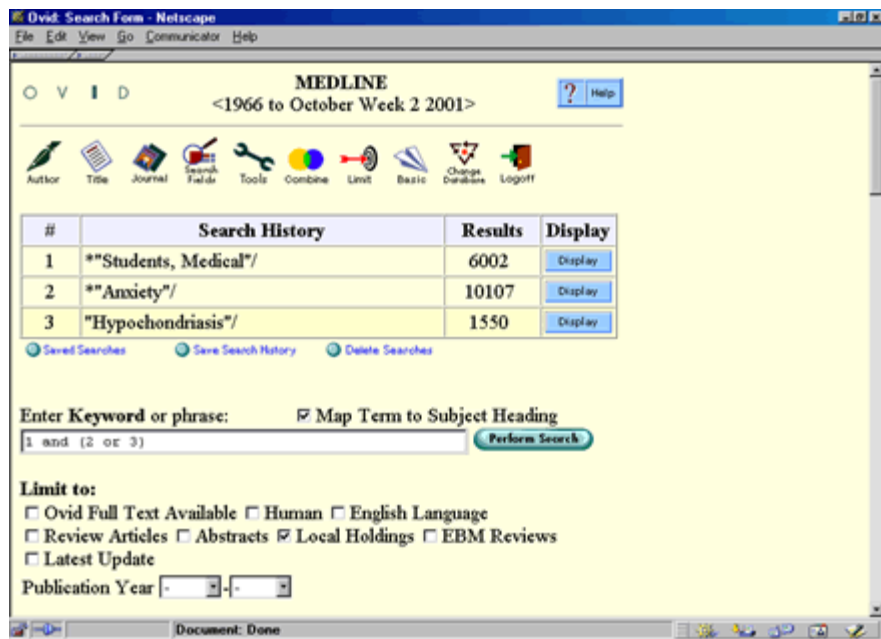 Ovid: Search Form - Netscape
File Edit View Go Communicator Help
O V I D
MEDLINE
<1966 to October Week 2 2001>
? Help
Author Title Journal Search Fields Tools Combine Limit Basic Change Database Logoff
# Search History Results Display
1 *"Students, Medical"/ 6002 Display
2 *"Anxiety"/ 10107 Display
3 "Hypochondriasis"/ 1550 Display
Saved Searches Save Search History Delete Searches
Enter Keyword or phrase: Map Term to Subject Heading
1 and (2 or 3) Perform Search
Limit to:
Ovid Full Text Available Human English Language
Review Articles Abstracts Local Holdings EBM Reviews
Latest Update
Publication Year - - -
Document: Done